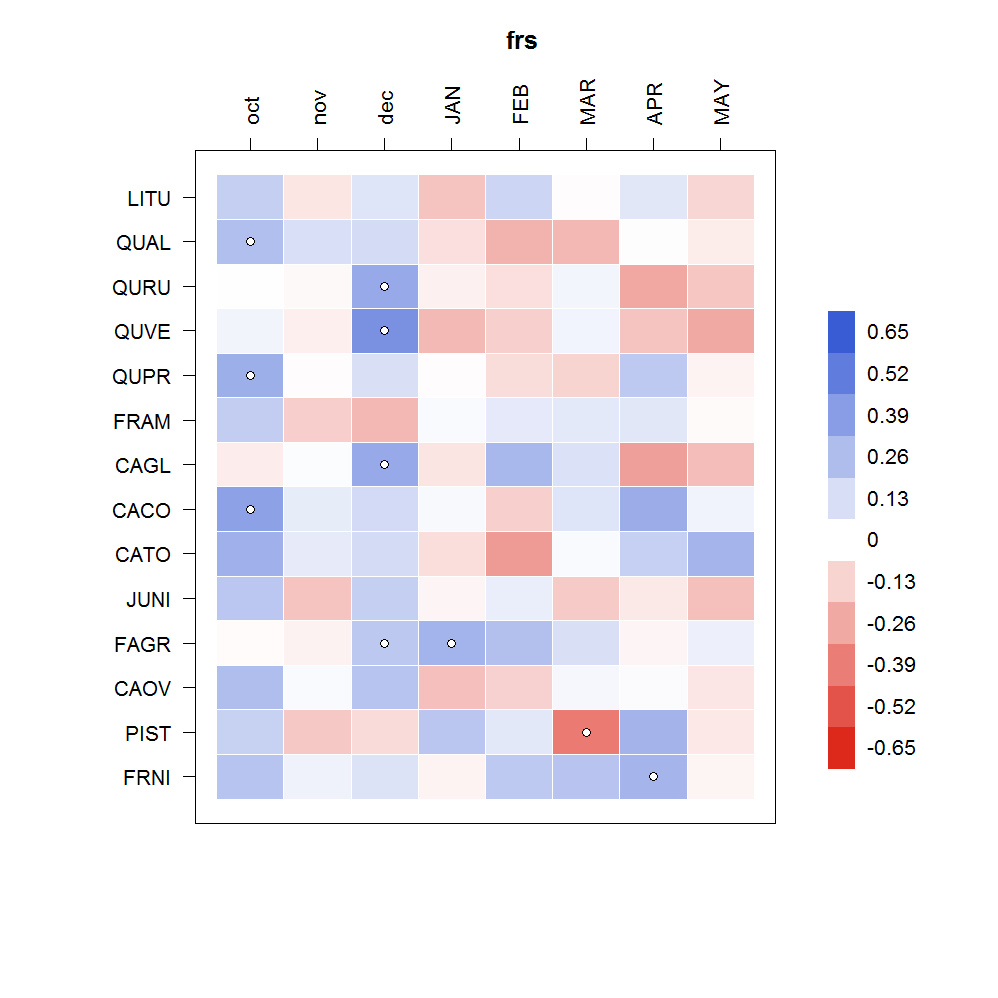 frs
oct nov dec JAN FEB MAR APR MAY
LITU
QUAL
QURU
QUVE
QUPR
FRAM
CAGL
CACO
CATO
JUNI
FAGR
CAOV
PIST
FRNI
0.65
0.52
0.39
0.26
0.13
0
-0.13
-0.26
-0.39
-0.52
-0.65